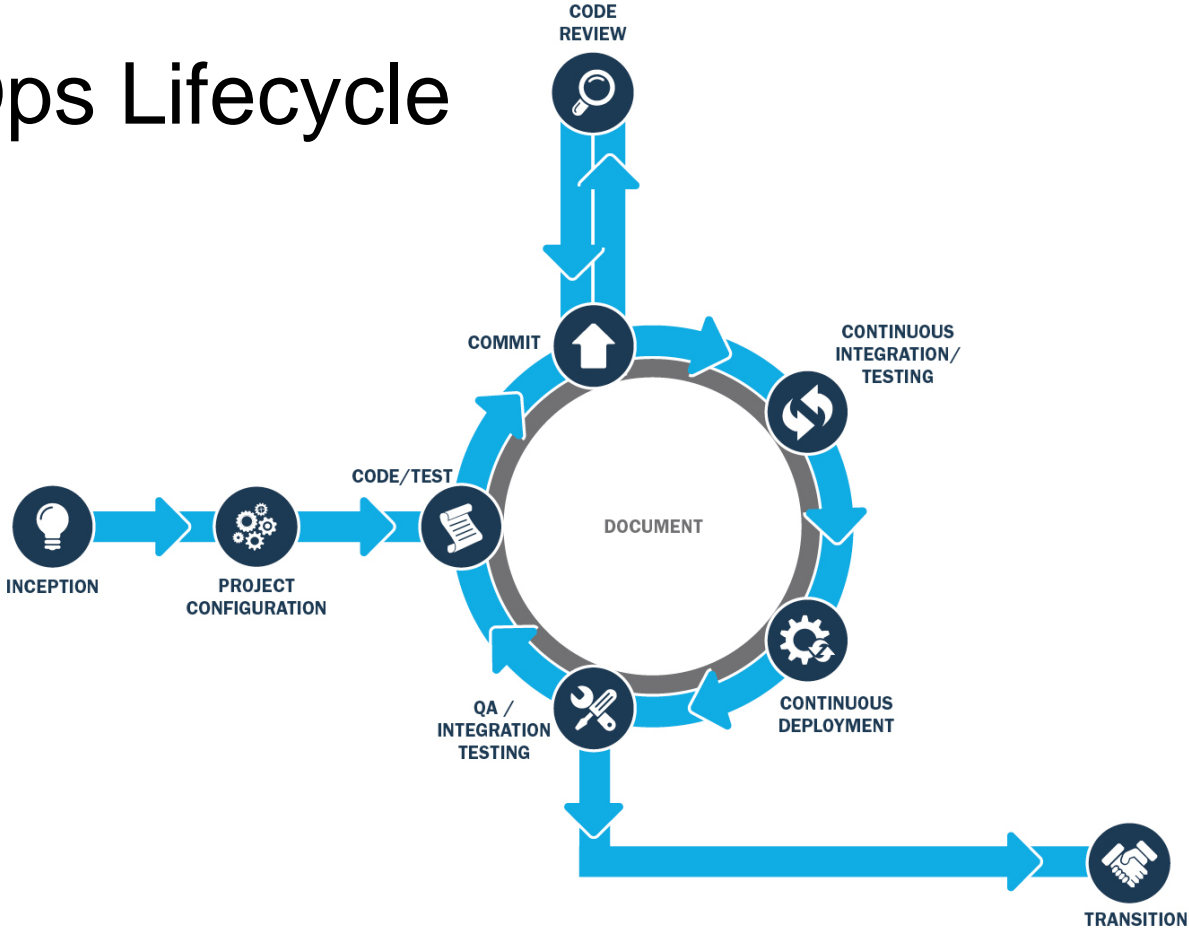 CODE
REVIEW
ps Lifecycle
COMMIT
CONTINUOUS
INTEGRATION/
TESTING
CODE/TEST
DOCUMENT
INCEPTION
PROJECT
CONFIGURATION
QA /
INTEGRATION
TESTING
CONTINUOUS
DEPLOYMENT
TRANSITION